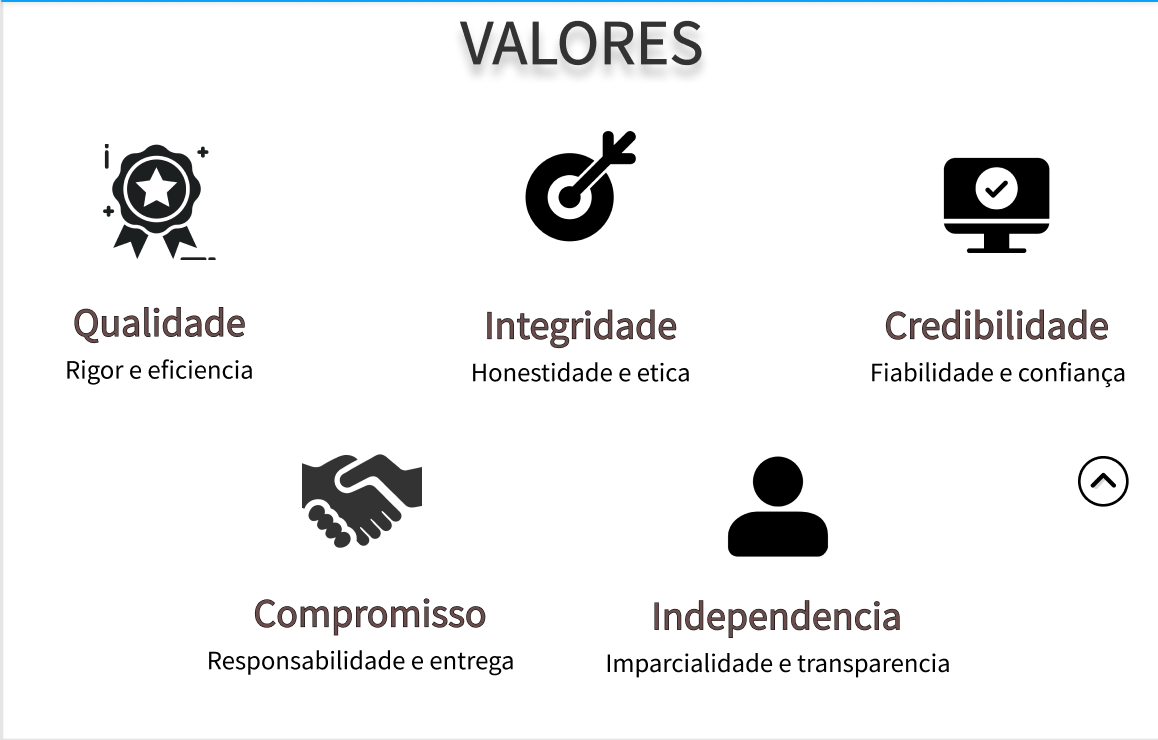 VALORES
Qualidade
Rigor e eficiencia
Integridade
Honestidade e etica
Credibilidade
Fiabilidade e confiança
Compromisso
Responsabilidade e entrega
Independencia
Imparcialidade e transparencia